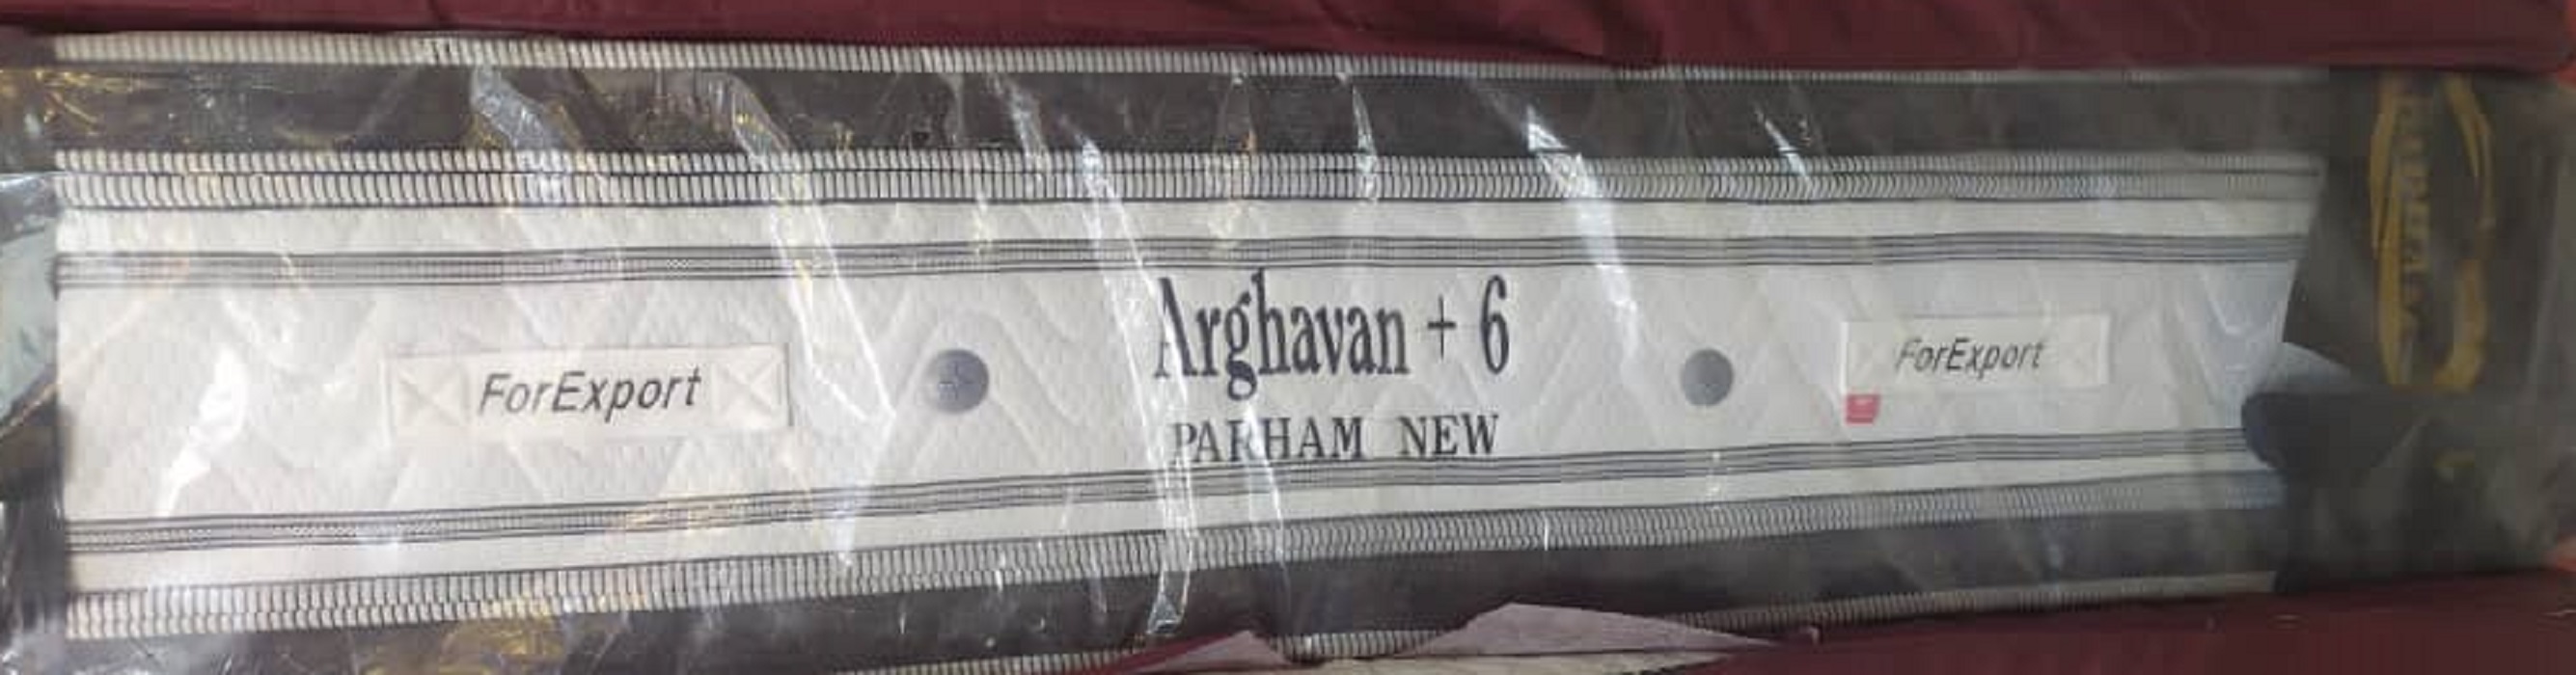 Arghavan + 6
ForExport
ForExport
PARHAM NEW